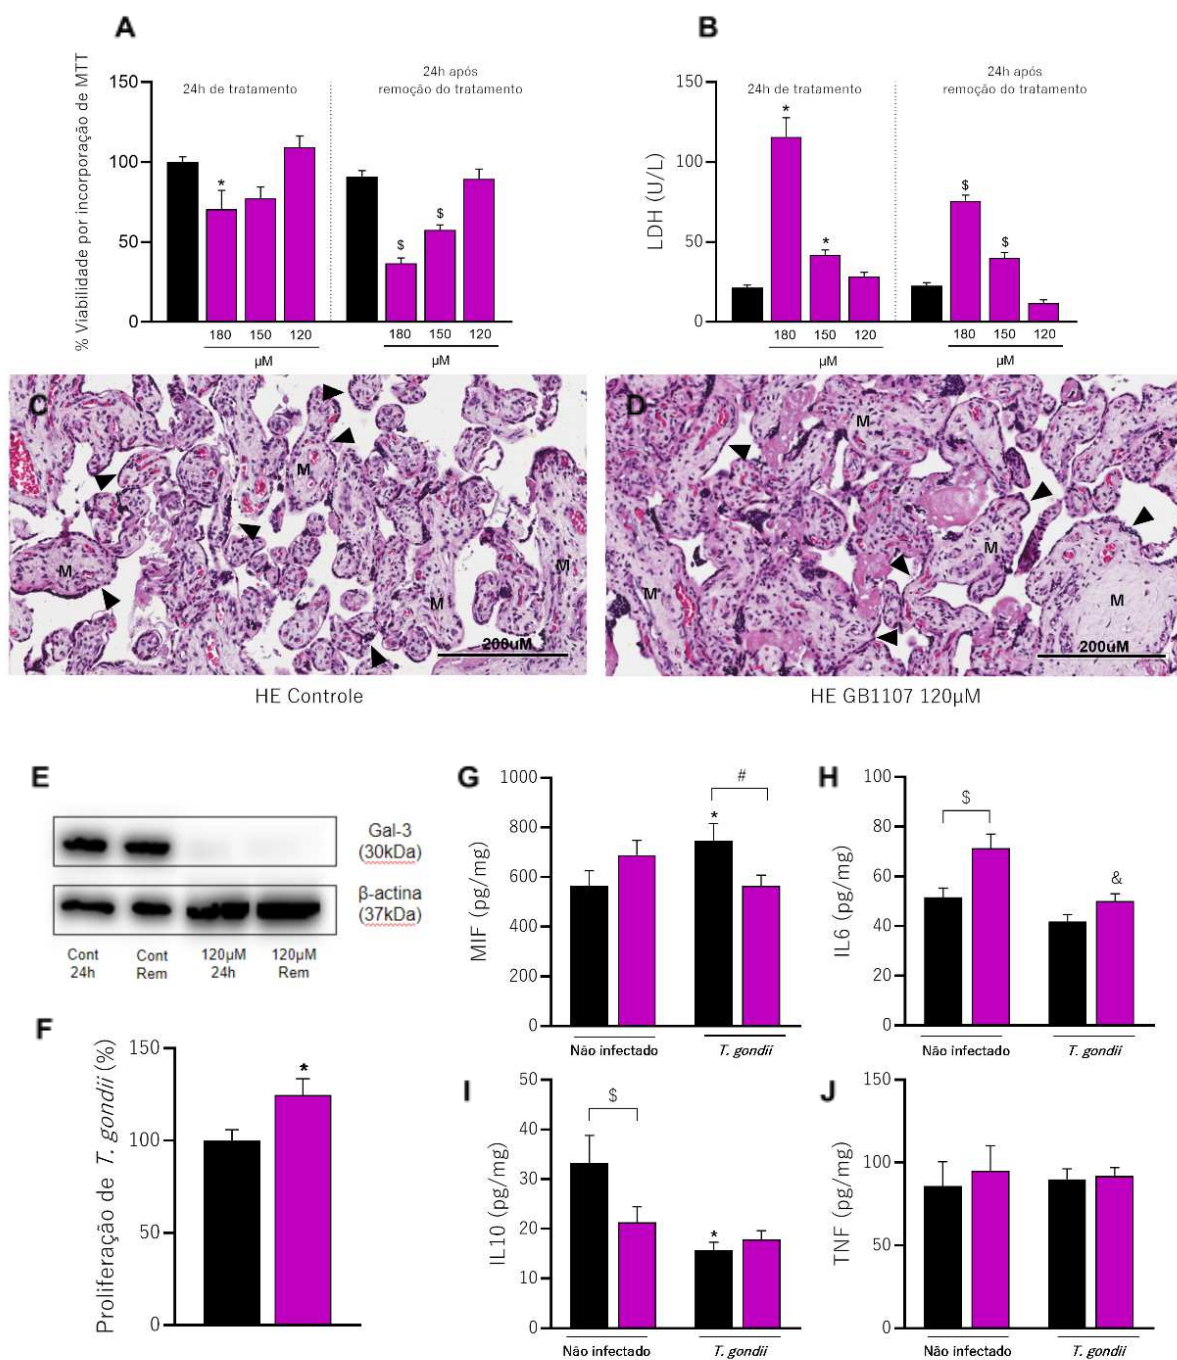 A
% Viabilidade por incorporação de MTT
150
100
50
0
24h de tratamento
24h após
remoção do tratamento
*
$
$
180 150 120
180 150 120
µM
µM
B
LDH (U/L)
150
100
50
0
24h de tratamento
24h após
remoção do tratamento
*
*
$
$
180 150 120
180 150 120
µM
µM
C
M
M
M
M
200uM
HE Controle
D
M
M
M
M
200uM
HE GB1107 120µM
E
Gal-3
(30kDa)
β-actina
(37kDa)
Cont
24h
Cont
Rem
120µM
24h
120µM
Rem
F
Proliferação de T. gondii (%)
150
100
50
0
*
G
MIF (pg/mg)
1000
800
600
400
200
0
*
#
Não infectado
T. gondii
H
IL6 (pg/mg)
80
60
40
20
0
$
&
Não infectado
T. gondii
I
IL10 (pg/mg)
50
40
30
20
10
0
$
*
Não infectado
T. gondii
J
TNF (pg/mg)
150
100
50
0
Não infectado
T. gondii